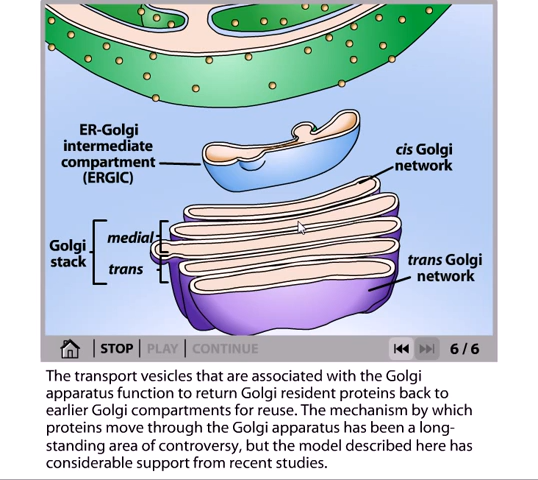 ER-Golgi
intermediate
compartment
(ERGIC)
cis Golgi
network
Golgi
stack
medial
trans
trans Golgi
network
STOP PLAY CONTINUE 6 / 6
The transport vesicles that are associated with the Golgi
apparatus function to return Golgi resident proteins back to
earlier Golgi compartments for reuse. The mechanism by which
proteins move through the Golgi apparatus has been a long-
standing area of controversy, but the model described here has
considerable support from recent studies.